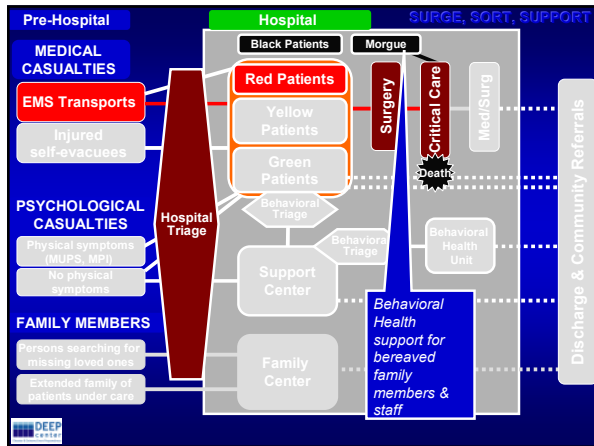 Pre-Hospital
Hospital
SURGE, SORT, SUPPORT
Black Patients
Morgue
MEDICAL
CASUALTIES
Red Patients
EMS Transports
Yellow
Patients
Injured
self-evacuees
Green
Patients
Surgery
Critical Care
Med/Surg
Death
Discharge & Community Referrals
Hospital
Triage
Behavioral
Triage
PSYCHOLOGICAL
CASUALTIES
Physical symptoms
(MUPS, MPI)
No physical
symptoms
Behavioral
Triage
Behavioral
Health
Unit
Support
Center
Behavioral
Health
support for
bereaved
family
members &
staff
FAMILY MEMBERS
Persons searching for
missing loved ones
Extended family of
patients under care
Family
Center
DEEP
center